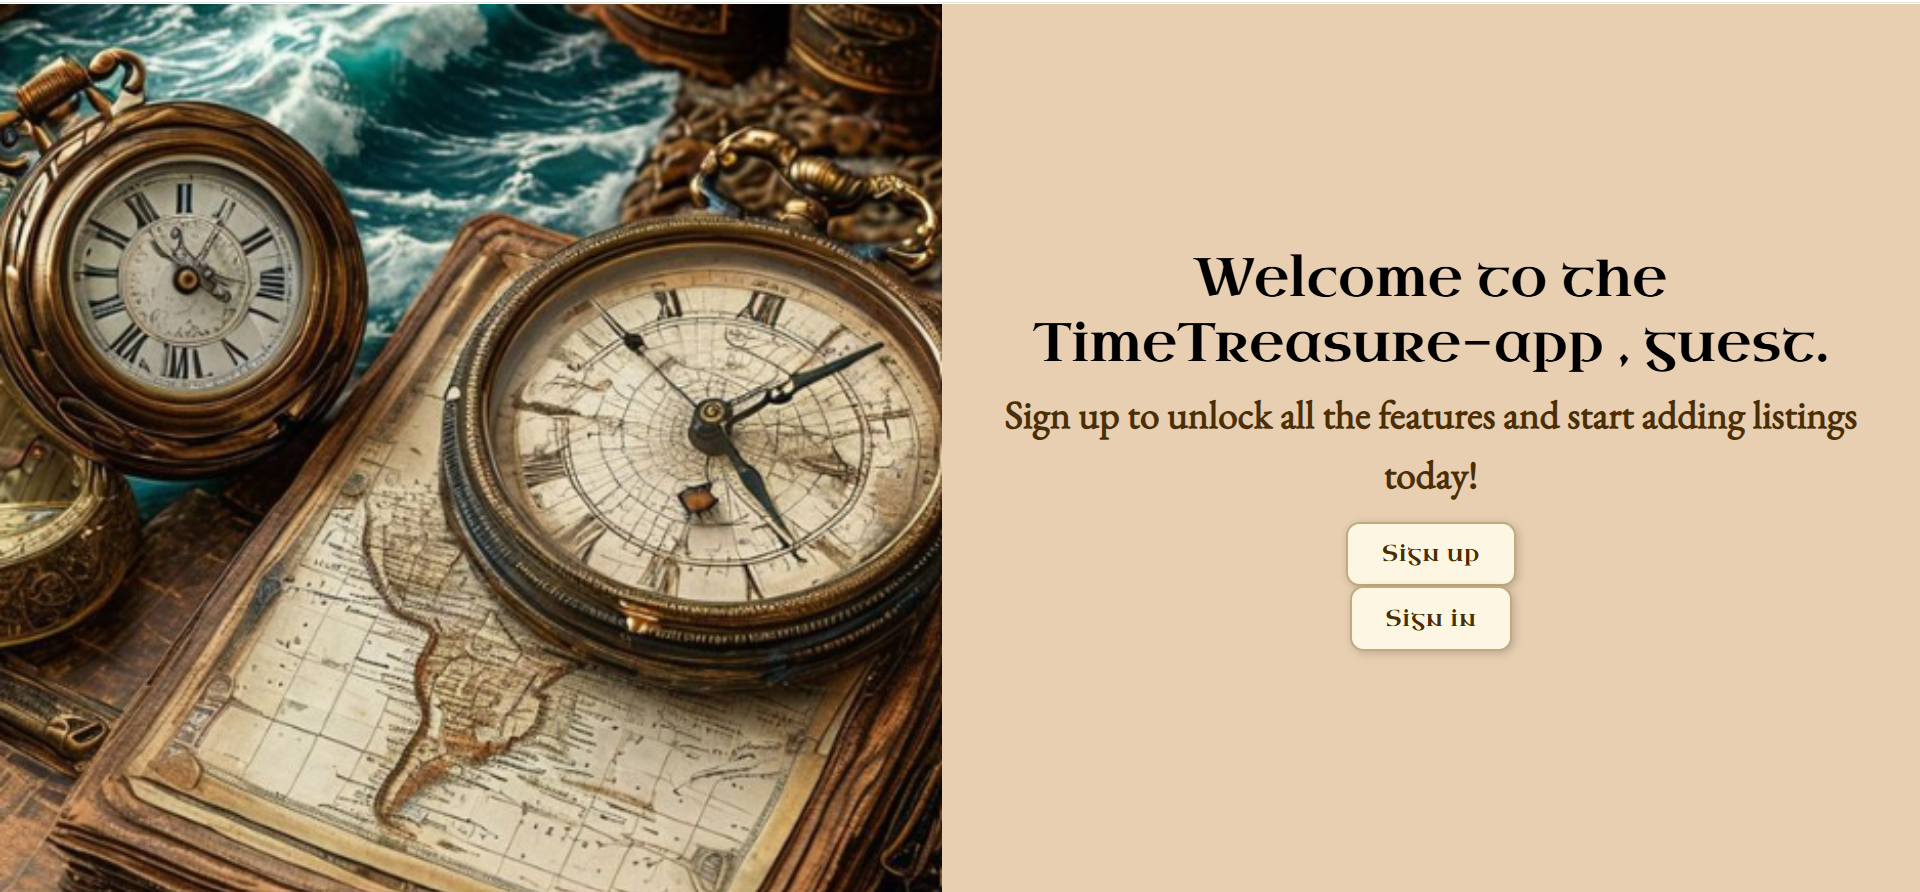 Welcome to the
TimeTreasure-app , guest.
Sign up to unlock all the features and start adding listings
today!
Sign up
Sign in